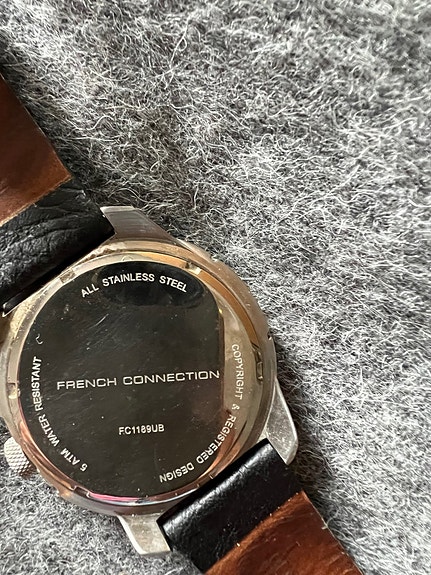 ALL STAINLESS STEEL
FRENCH CONNECTION
FC1189UB
COPYRIGHT & REGISTERED DESIGN
5 ATM WATER RESISTANT